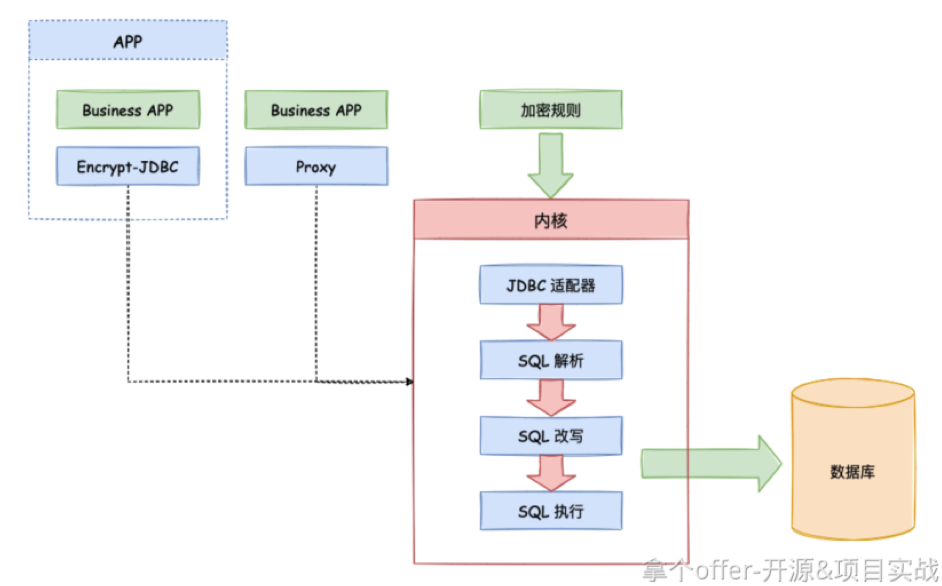 APP
Business APP
Encrypt-JDBC
Business APP
Proxy
加密规则
内核
JDBC 适配器
SQL 解析
SQL 改写
SQL 执行
数据库
拿个offer-开源&项目实战